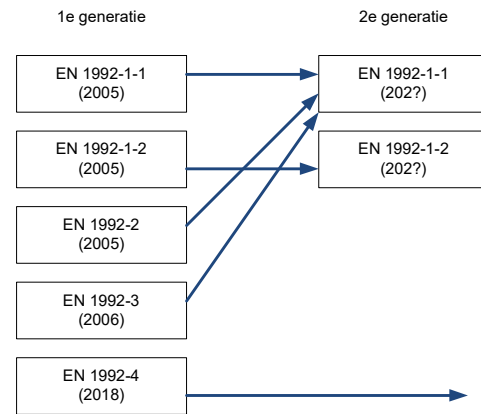 1e generatie
2e generatie
EN 1992-1-1
(2005)
EN 1992-1-1
(202?)
EN 1992-1-2
(2005)
EN 1992-1-2
(202?)
EN 1992-2
(2005)
EN 1992-3
(2006)
EN 1992-4
(2018)